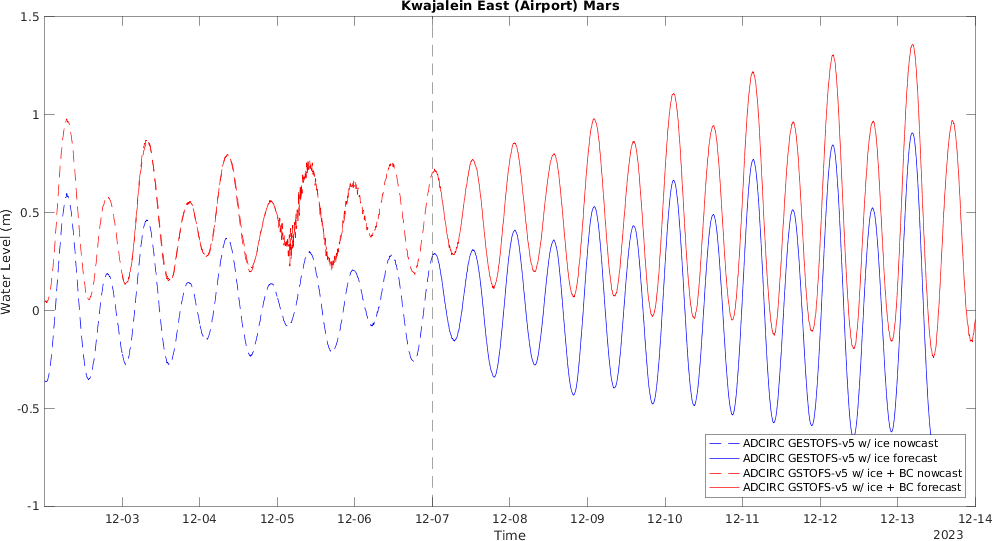 Kwajalein East (Airport) Mars
1.5
1
0.5
0
-0.5
-1
Water Level (m)
12-03
12-04
12-05
12-06
12-07
12-08
12-09
12-10
12-11
12-12
12-13
12-14
Time
2023
ADCIRC GESTOFS-v5 w/ ice nowcast
ADCIRC GESTOFS-v5 w/ ice forecast
ADCIRC GSTOFS-v5 w/ ice + BC nowcast
ADCIRC GSTOFS-v5 w/ ice + BC forecast